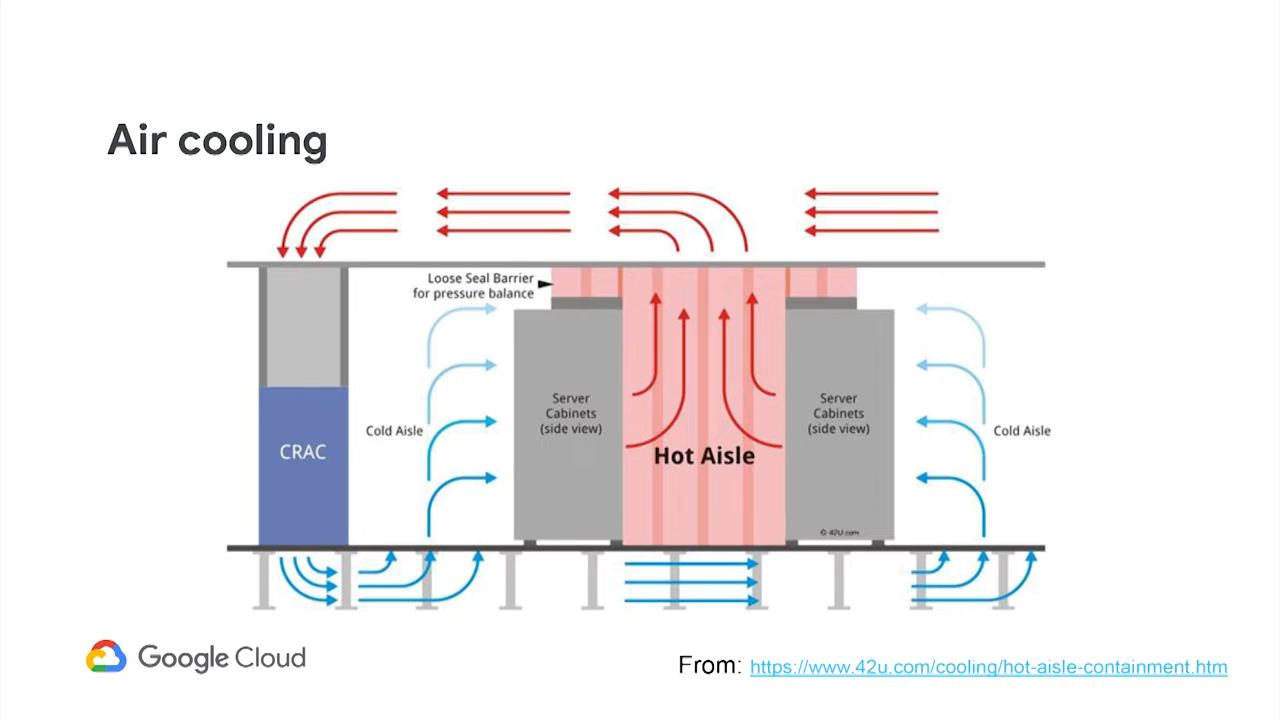 Air cooling
Loose Seal Barrier
for pressure balance
Server
Cabinets
(side view)
Server
Cabinets
(side view)
Cold Aisle
Cold Aisle
CRAC
Hot Aisle
© 42U.com
Google Cloud
From: https://www.42u.com/cooling/hot-aisle-containment.htm